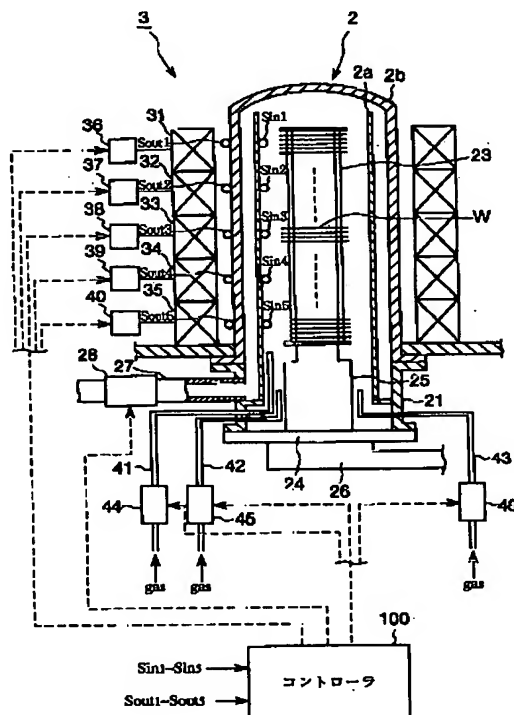 3
2
2a
2b
31
36
Sout1
Sin1
32
37
Sout2
Sin2
23
33
38
Sout3
Sin3
W
34
39
Sout4
Sin4
35
40
Sout5
Sin5
28
27
25
21
41
42
24
26
43
44
45
46
gas
gas
gas
100
コントローラ
Sin1-Sin5
Sout1-Sout5